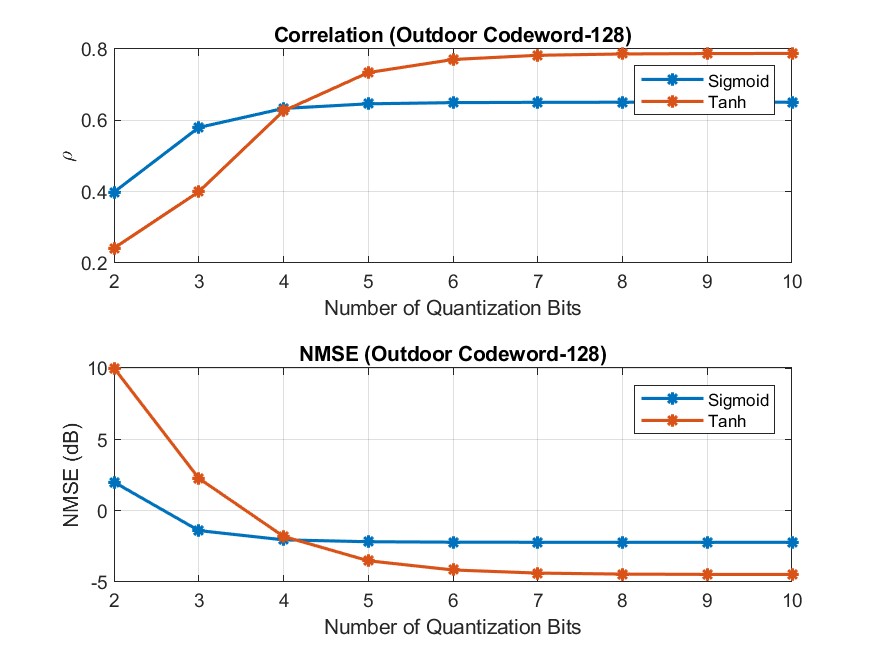 Correlation (Outdoor Codeword-128)
0.8
0.6
0.4
0.2
ρ
Sigmoid
Tanh
2 3 4 5 6 7 8 9 10
Number of Quantization Bits
NMSE (Outdoor Codeword-128)
10
5
0
-5
NMSE (dB)
Sigmoid
Tanh
2 3 4 5 6 7 8 9 10
Number of Quantization Bits